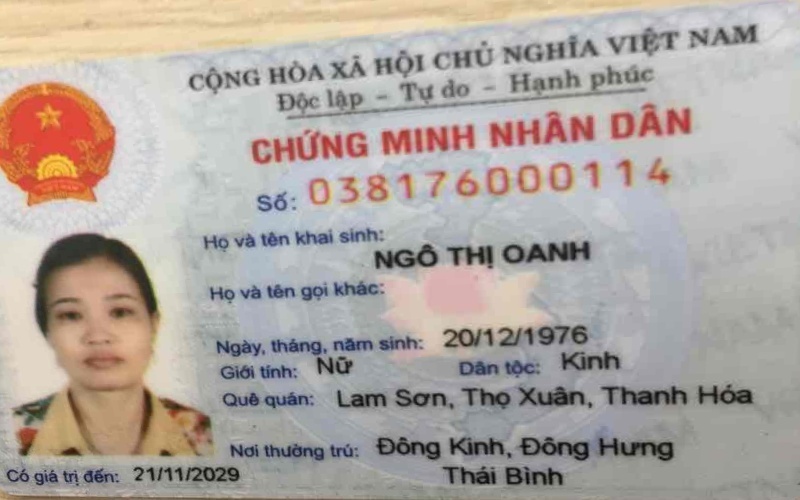 CỘNG HÒA XÃ HỘI CHỦ NGHĨA VIỆT NAM
Độc lập - Tự do - Hạnh phúc
CHỨNG MINH NHÂN DÂN
Số: 038176000114
Họ và tên khai sinh:
NGÔ THỊ OANH
Họ và tên gọi khác:
Ngày, tháng, năm sinh: 20/12/1976
Giới tính: Nữ Dân tộc: Kinh
Quê quán: Lam Sơn, Thọ Xuân, Thanh Hóa
Nơi thường trú: Đông Kinh, Đông Hưng
Thái Bình
Có giá trị đến: 21/11/2029